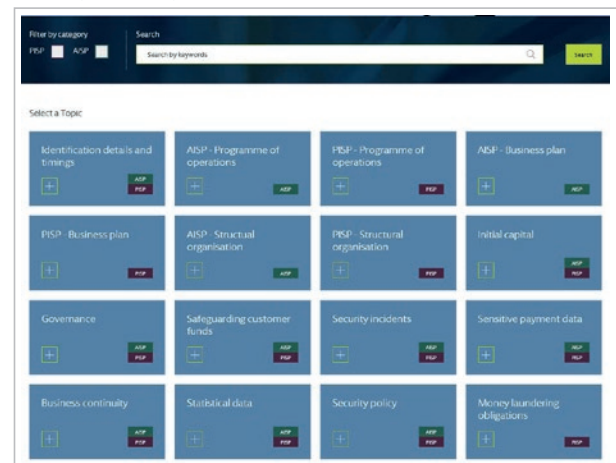 Filter by category
Search
PISP
AISP
Search by keywords
Search
Select a Topic
Identification details and
timings
AISP
PISP
AISP - Programme of
operations
AISP
PISP - Programme of
operations
PISP
AISP - Business plan
AISP
PISP - Business plan
PISP
AISP - Structual
organisation
AISP
PISP - Structural
organisation
PISP
Initial capital
AISP
PISP
Governance
AISP
PISP
Safeguarding customer
funds
AISP
PISP
Security incidents
AISP
PISP
Sensitive payment data
AISP
PISP
Business continuity
AISP
PISP
Statistical data
AISP
PISP
Security policy
AISP
PISP
Money laundering
obligations
PISP